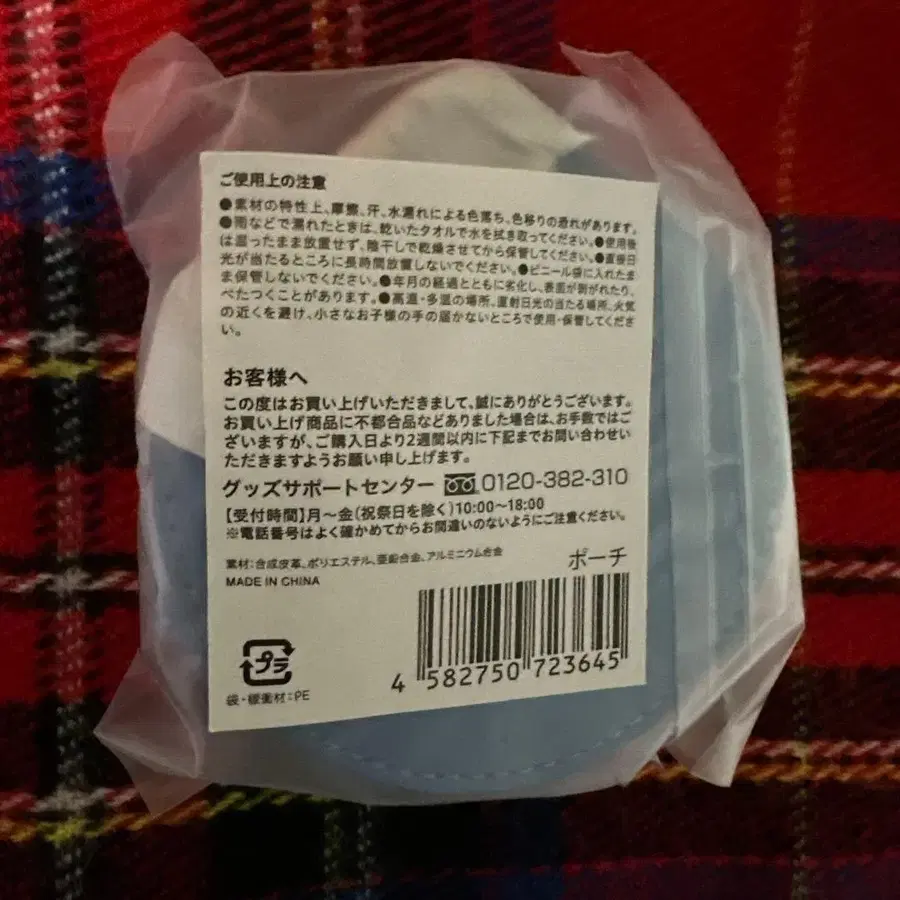 ご使用上の注意
●素材の特性上、摩擦、汗、水濡れによる色落ち、色移りの恐れがあります。
●雨などで濡れたときは、乾いたタオルで水を拭き取ってください。●使用後
は湿ったまま放置せず、陰干しで乾燥させてから保管してください。●直接日
光が当たるところに長時間放置しないでください。●ビニール袋に入れたま
ま保管しないでください。●年月の経過とともに劣化し、表面が剥がれたり、
べたつくことがあります。●高温・多湿の場所、直射日光の当たる場所、火気
の近くを避け、小さなお子様の手の届かないところで使用・保管してくださ
い。
お客様へ
この度はお買い上げいただきまして、誠にありがとうございます。
お買い上げ商品に不都合品などありました場合は、お手数ではご
ざいますが、ご購入日より2週間以内に下記までお問い合わせい
ただきますようお願い申し上げます。
グッズサポートセンター 0120-382-310
【受付時間】月〜金(祝祭日を除く)10:00〜18:00
※電話番号はよく確かめてからお間違いのないようにご注意ください。
素材:合成皮革、ポリエステル、亜鉛合金、アルミニウム合金
MADE IN CHINA
ポーチ
4 582750 723645
プラ
袋・緩衝材:PE